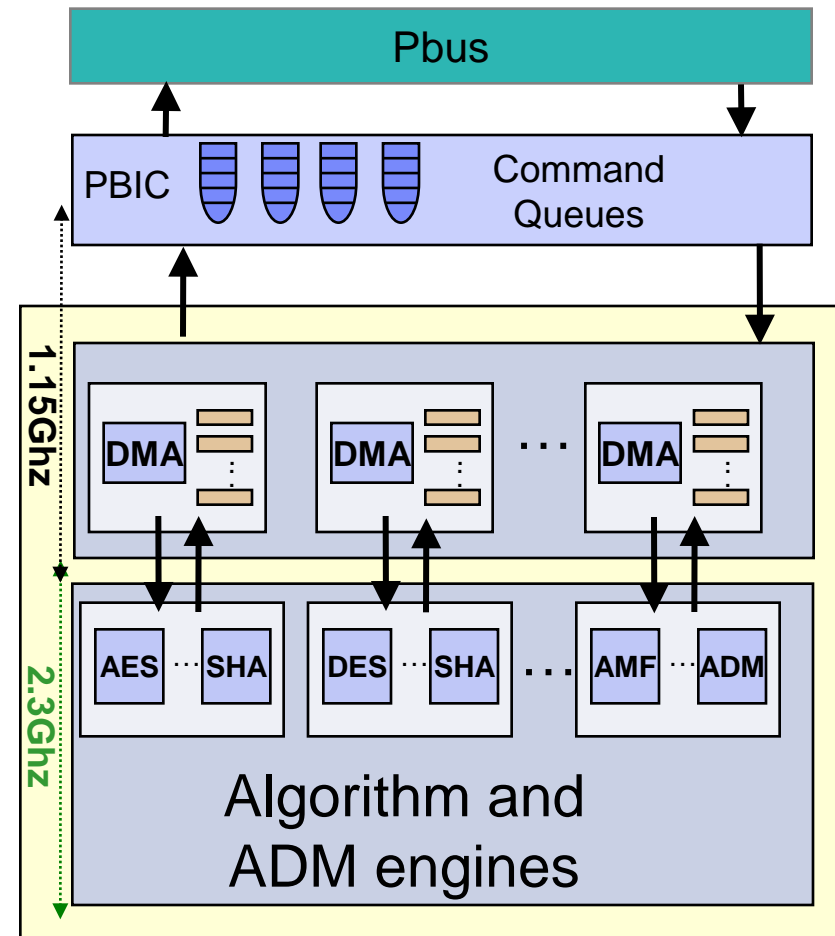 Pbus
PBIC
Command
Queues
1.15Ghz
DMA
DMA
...
DMA
AES ... SHA
DES ... SHA
...
AMF ... ADM
2.3Ghz
Algorithm and
ADM engines